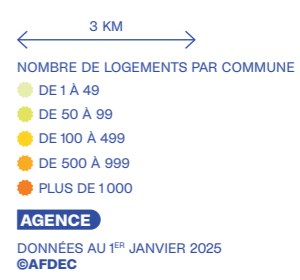 3 KM
NOMBRE DE LOGEMENTS PAR COMMUNE
DE 1 À 49
DE 50 À 99
DE 100 À 499
DE 500 À 999
PLUS DE 1 000
AGENCE
DONNÉES AU 1ER JANVIER 2025
©AFDEC